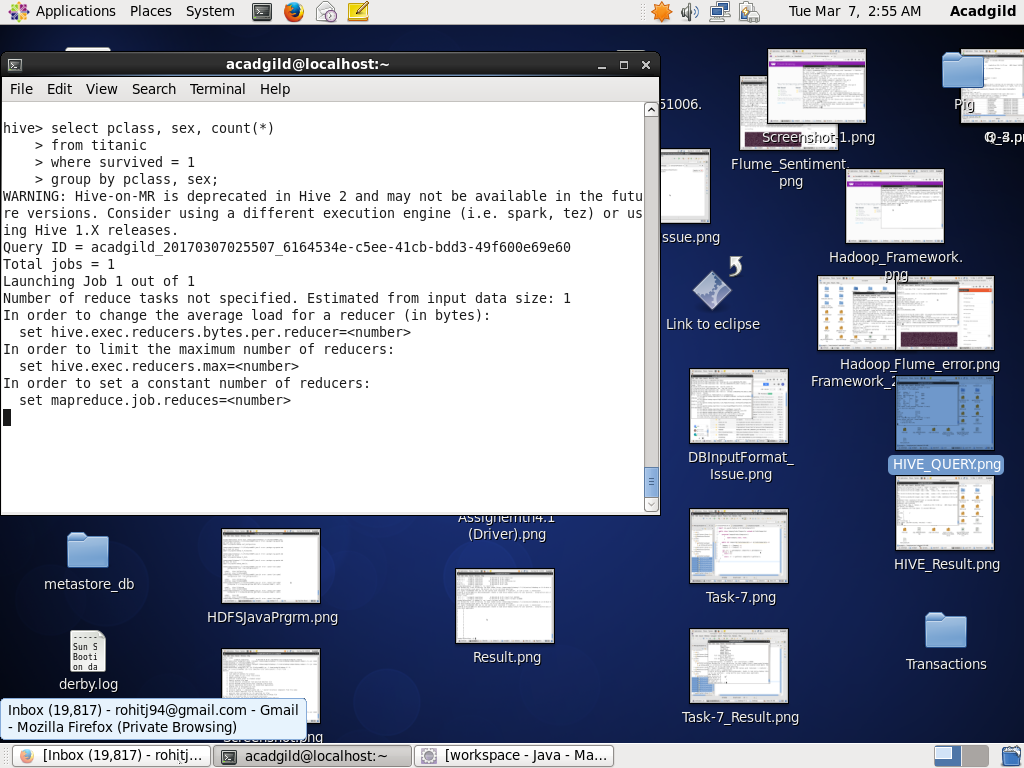 Applications Places System Tue Mar 7, 2:55 AM Acadgild
acadgild@localhost:~
File Edit View Search Terminal Help
hive> select pclass, sex, count(*)
    > from titanic
    > where survived = 1
    > group by pclass, sex;
WARNING: Hive-on-MR is deprecated in Hive 2 and may not be available in the futu
re versions. Consider using a different execution engine (i.e. spark, tez) or us
ing Hive 1.X releases.
Query ID = acadgild_20170307025507_6164534e-c5ee-41cb-bdd3-49f600e69e60
Total jobs = 1
Launching Job 1 out of 1
Number of reduce tasks not specified. Estimated from input data size: 1
In order to change the average load for a reducer (in bytes):
  set hive.exec.reducers.bytes.per.reducer=<number>
In order to limit the maximum number of reducers:
  set hive.exec.reducers.max=<number>
In order to set a constant number of reducers:
  set mapreduce.job.reduces=<number>
51006.
Pig
Screenshot-1.png
Flume_Sentiment.
png
ssue.png
Hadoop_Framework.
png
Link to eclipse
Hadoop_Flume_error.png
Framework_2
DBInputFormat_
Issue.png
HIVE_QUERY.png
(Driver).png
HIVE_Result.png
metastore_db
Task-7.png
HDFSJavaPrgrm.png
Result.png
Transactions
Sun S
Booti
on da
derby.log
Task-7_Result.png
Inbox (19,817) - rohitj94@gmail.com - Gmail
- Mozilla Firefox (Private Browsing)
[Inbox (19,817) - rohitj... acadgild@localhost:~ [workspace - Java - Ma...